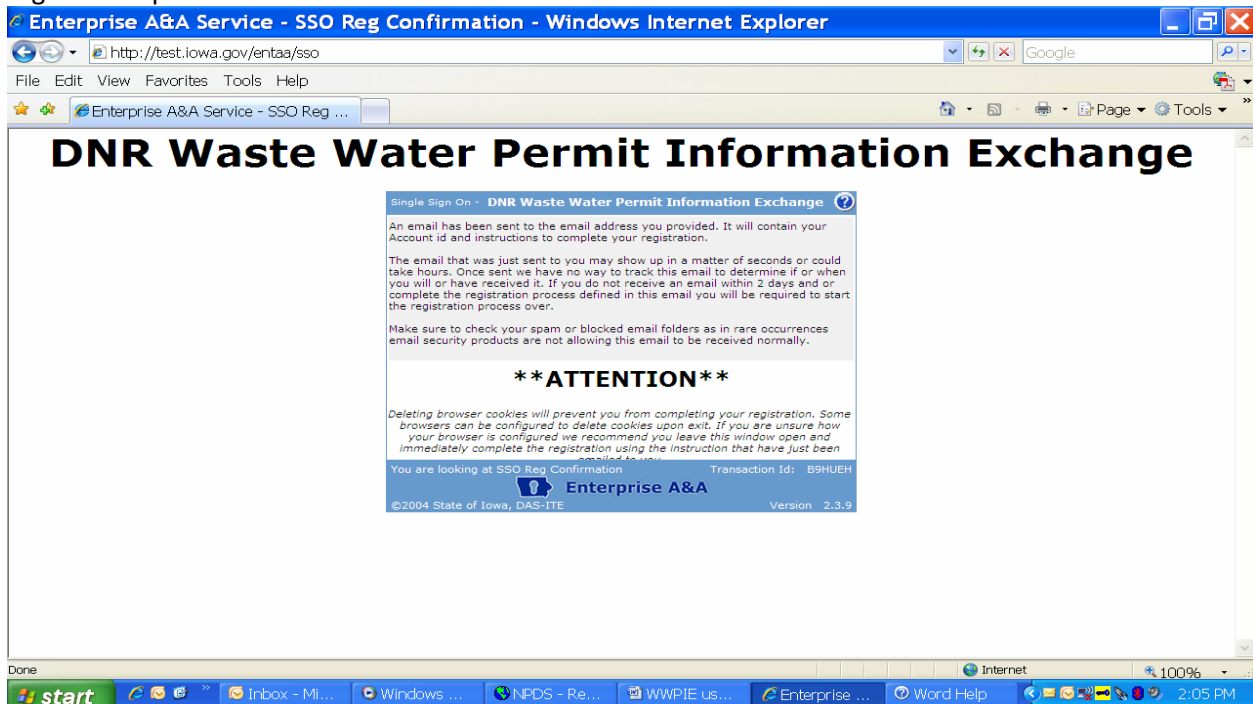 Enterprise A&A Service - SSO Reg Confirmation - Windows Internet Explorer
http://test.iowa.gov/entaa/sso
Google
File Edit View Favorites Tools Help
Enterprise A&A Service - SSO Reg ...
Page Tools
DNR Waste Water Permit Information Exchange
Single Sign On - DNR Waste Water Permit Information Exchange ?
An email has been sent to the email address you provided. It will contain your
Account id and instructions to complete your registration.
The email that was just sent to you may show up in a matter of seconds or could
take hours. Once sent we have no way to track this email to determine if or when
you will or have received it. If you do not receive an email within 2 days and or
complete the registration process defined in this email you will be required to start
the registration process over.
Make sure to check your spam or blocked email folders as in rare occurrences
email security products are not allowing this email to be received normally.
**ATTENTION**
Deleting browser cookies will prevent you from completing your registration. Some
browsers can be configured to delete cookies upon exit. If you are unsure how
your browser is configured we recommend you leave this window open and
immediately complete the registration using the instruction that have just been
emailed to you
You are looking at SSO Reg Confirmation Transaction Id: B9HUEH
Enterprise A&A
©2004 State of Iowa, DAS-ITE Version 2.3.9
Done Internet 100%
start Inbox - Mi... Windows ... NPDS - Re... WWPIE us... Enterprise ... Word Help 2:05 PM